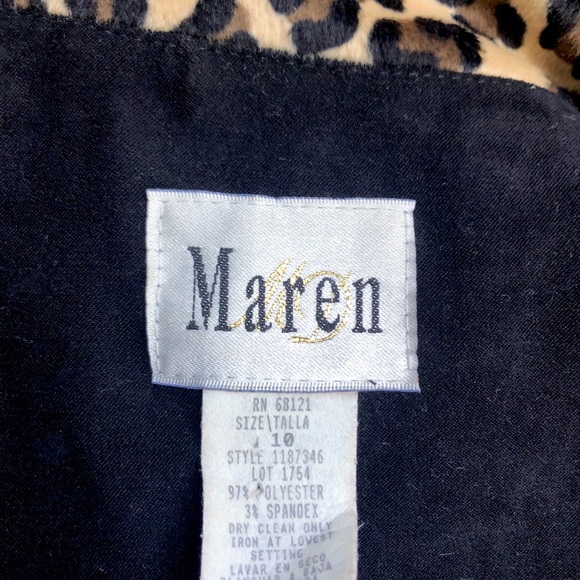 Maren
RN 68121
SIZE\TALLA
10
STYLE 1187346
LOT 1754
97% POLYESTER
3% SPANDEX
DRY CLEAN ONLY
IRON AT LOWEST
SETTING
LAVAR EN SECO